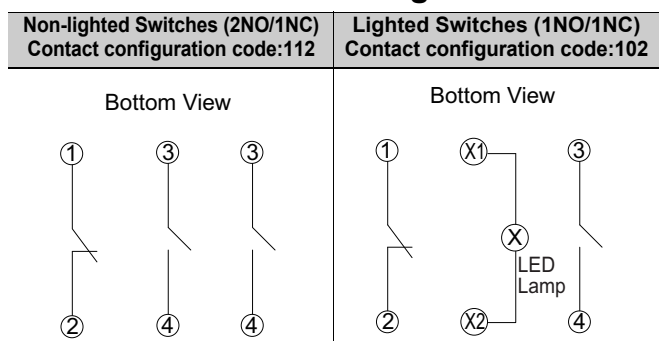 Non-lighted Switches (2NO/1NC)
Contact configuration code:112
Lighted Switches (1NO/1NC)
Contact configuration code:102
Bottom View
1 3 3
2 4 4
Bottom View
1 X1 3
X
LED
Lamp
2 X2 4